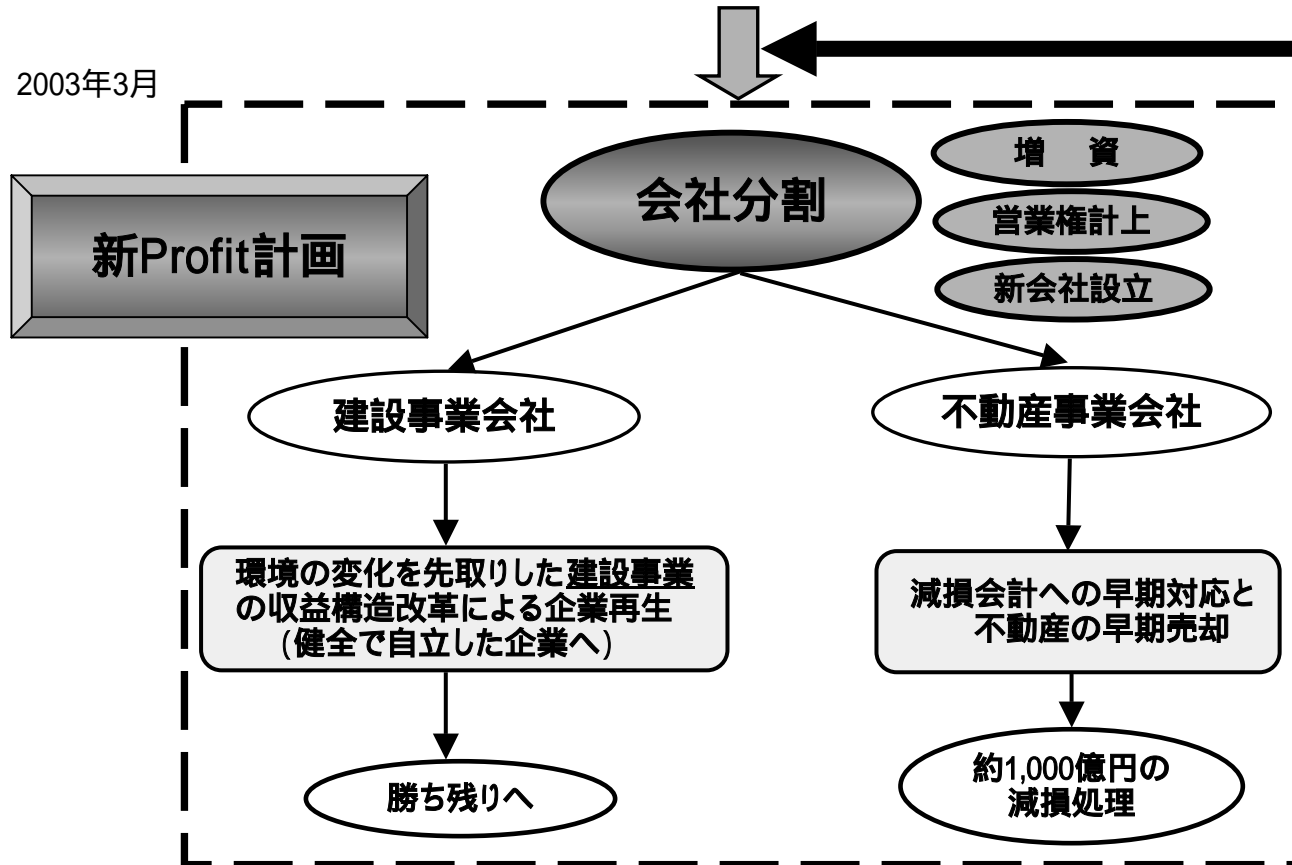 2003年3月
新Profit計画
会社分割
増 資
営業権計上
新会社設立
建設事業会社
不動産事業会社
環境の変化を先取りした建設事業
の収益構造改革による企業再生
(健全で自立した企業へ)
減損会計への早期対応と
不動産の早期売却
勝ち残りへ
約1,000億円の
減損処理